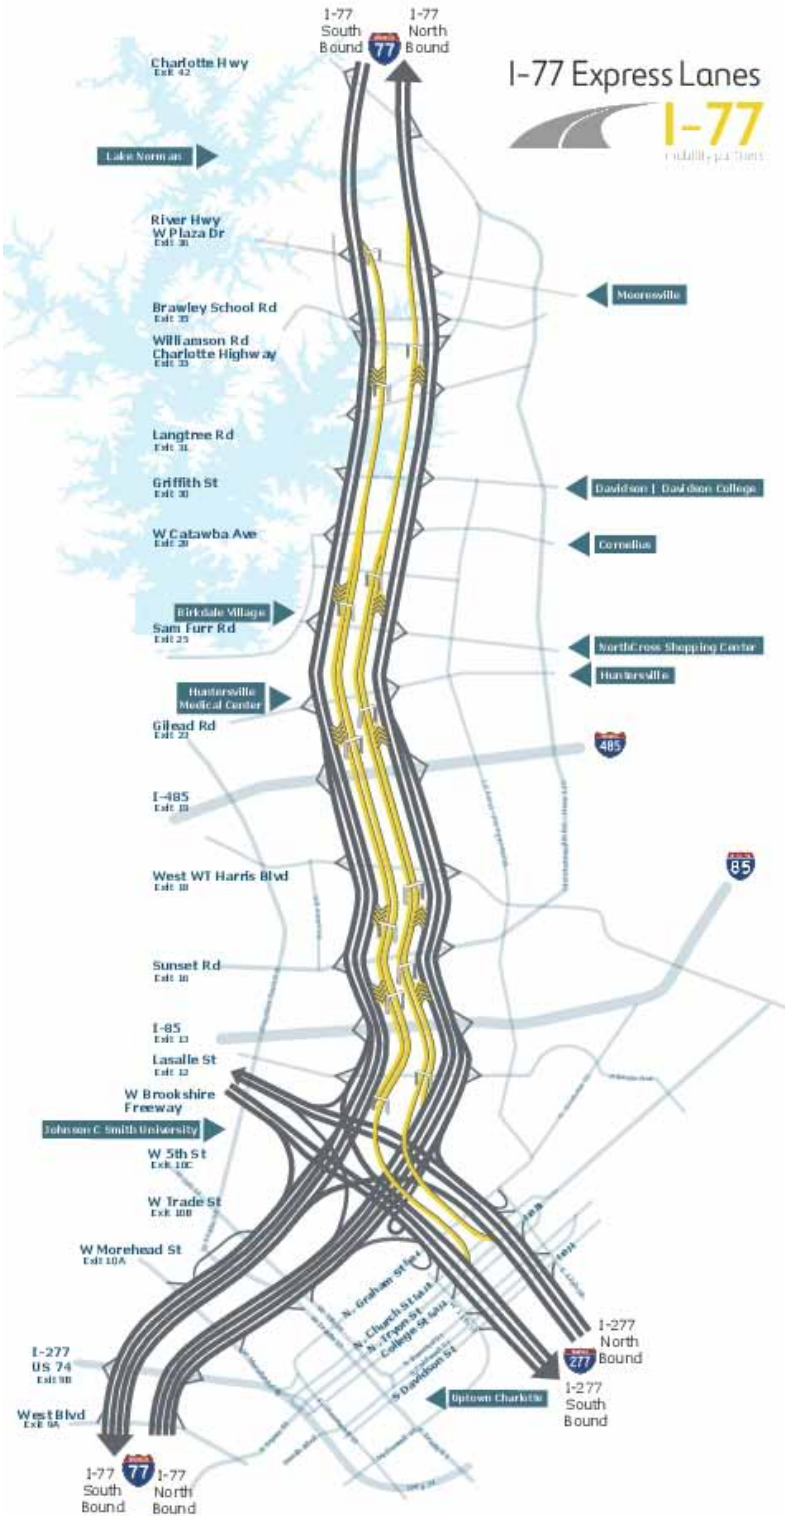 I-77
South
Bound
77
I-77
North
Bound
I-77 Express Lanes
I-77
mobility partners
Charlotte Hwy
Exit 42
Lake Norman
River Hwy
W Plaza Dr
Exit 36
Mooresville
Brawley School Rd
Exit 35
Williamson Rd
Charlotte Highway
Exit 33
Langtree Rd
Exit 31
Griffith St
Exit 30
Davidson | Davidson College
W Catawba Ave
Exit 28
Cornelius
Birkdale Village
Sam Furr Rd
Exit 25
NorthCross Shopping Center
Huntersville
Huntersville
Medical Center
Gilead Rd
Exit 23
485
I-485
Exit 19
85
West WT Harris Blvd
Exit 18
Sunset Rd
Exit 16
I-85
Exit 13
Lasalle St
Exit 12
W Brookshire
Freeway
Johnson C Smith University
W 5th St
Exit 10C
W Trade St
Exit 10B
W Morehead St
Exit 10A
N. Graham St
N. Church St
N. Tryon St
College St
S Davidson St
I-277
North
Bound
277
I-277
South
Bound
Uptown Charlotte
I-277
US 74
Exit 9B
West Blvd
Exit 9A
I-77
South
Bound
77
I-77
North
Bound